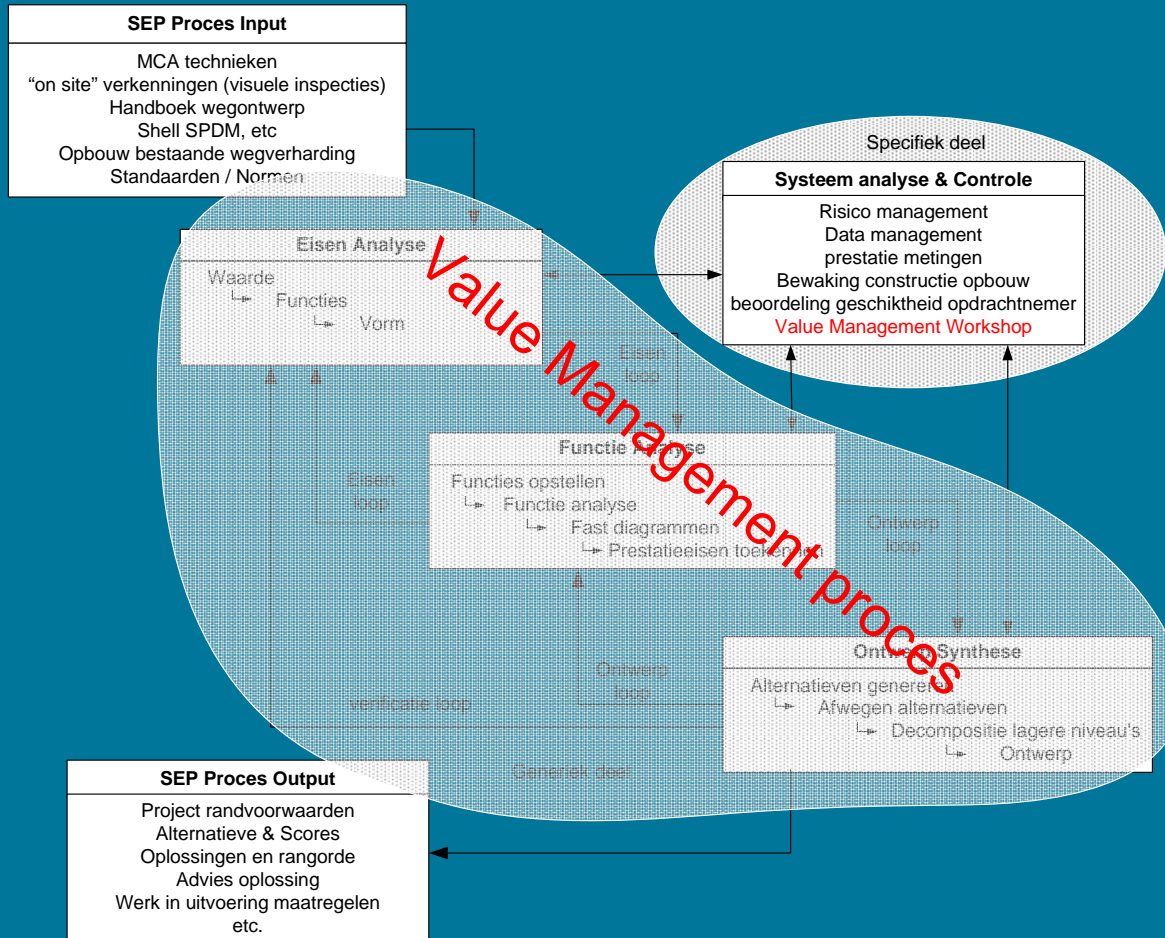 SEP Proces Input
MCA technieken
“on site” verkenningen (visuele inspecties)
Handboek wegontwerp
Shell SPDM, etc
Opbouw bestaande wegverharding
Standaarden / Normen
Specifiek deel
Systeem analyse & Controle
Risico management
Data management
prestatie metingen
Bewaking constructie opbouw
beoordeling geschiktheid opdrachtnemer
Value Management Workshop
Eisen Analyse
Waarde
Functies
Vorm
Value Management proces
Eisen
loop
Functie Analyse
Functies opstellen
Functie analyse
Fast diagrammen
Prestatieeisen toekennen
Eisen
loop
Ontwerp
loop
Ontwerp Synthese
Alternatieven genereren
Afwegen alternatieven
Decompositie lagere niveau's
Ontwerp
Ontwerp
loop
verificatie loop
Generiek deel
SEP Proces Output
Project randvoorwaarden
Alternatieve & Scores
Oplossingen en rangorde
Advies oplossing
Werk in uitvoering maatregelen
etc.